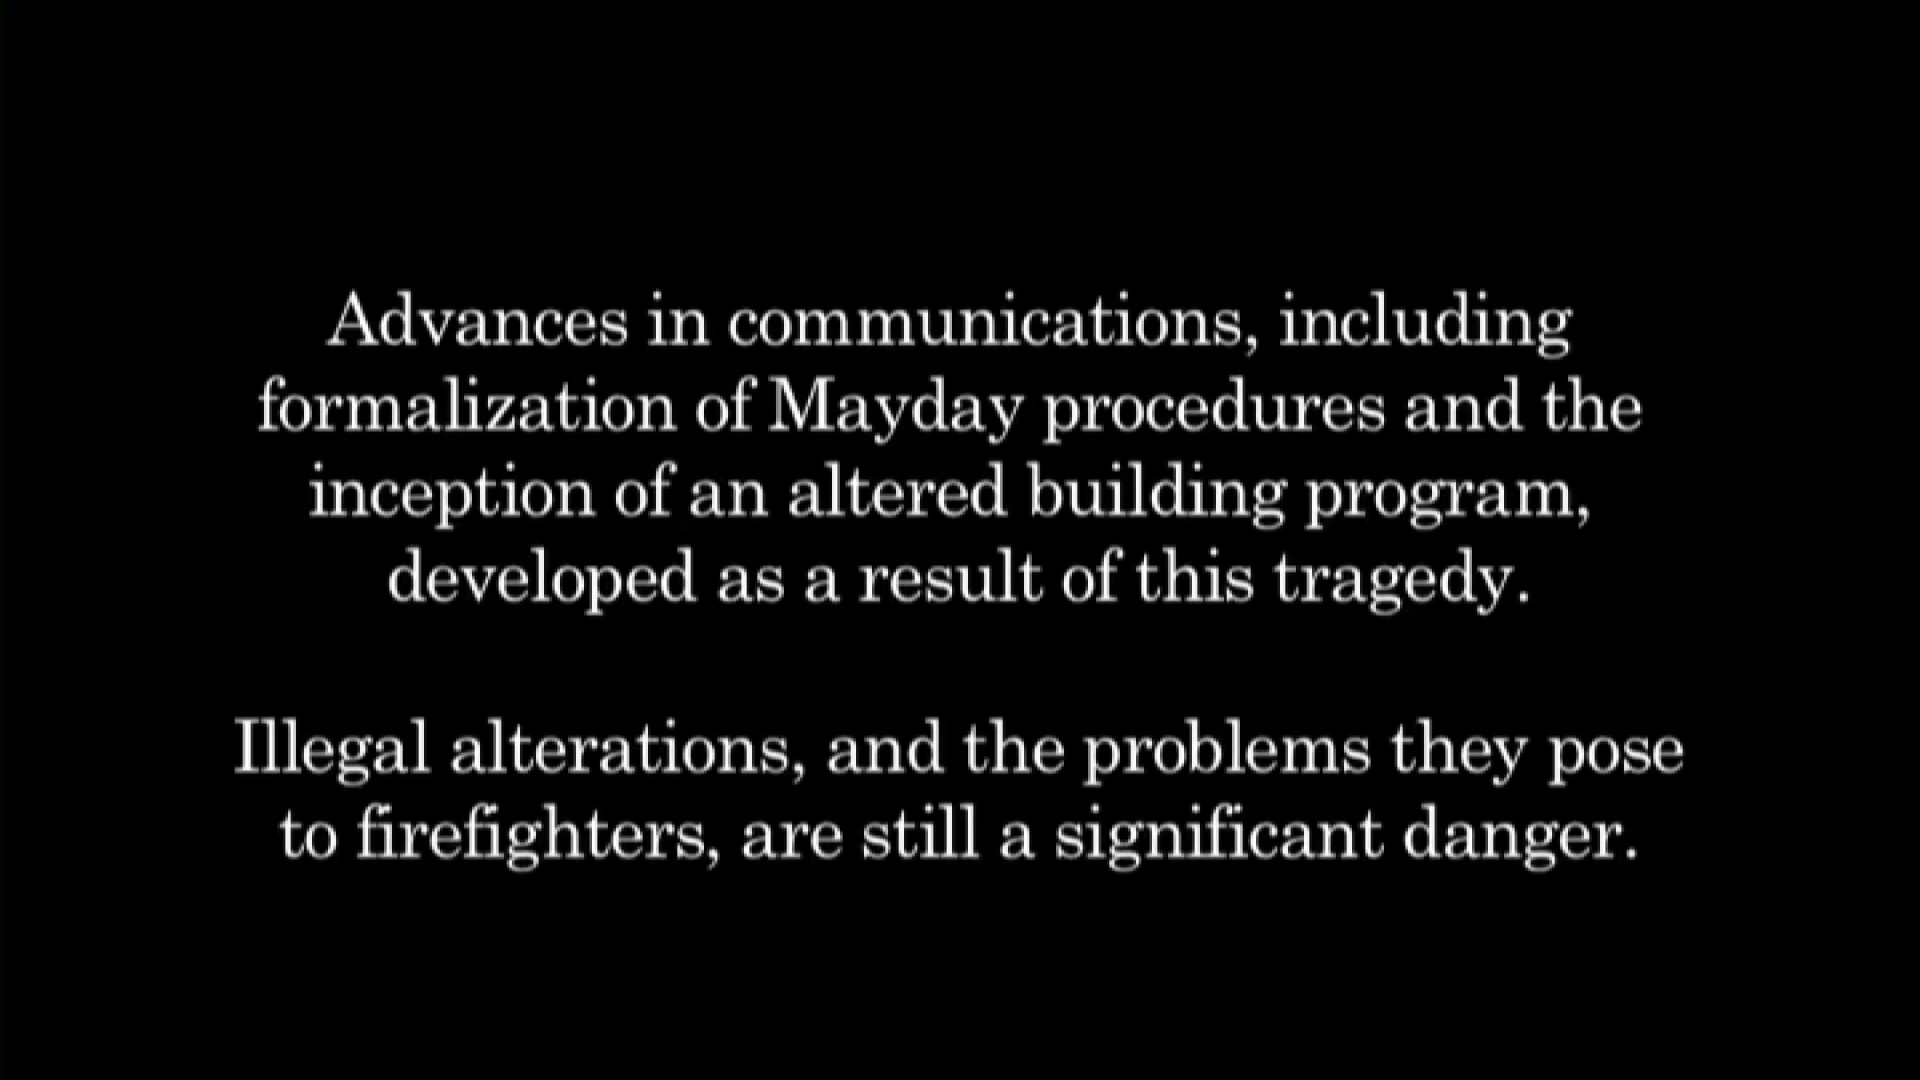 Advances in communications, including
formalization of Mayday procedures and the
inception of an altered building program,
developed as a result of this tragedy.
Illegal alterations, and the problems they pose
to firefighters, are still a significant danger.